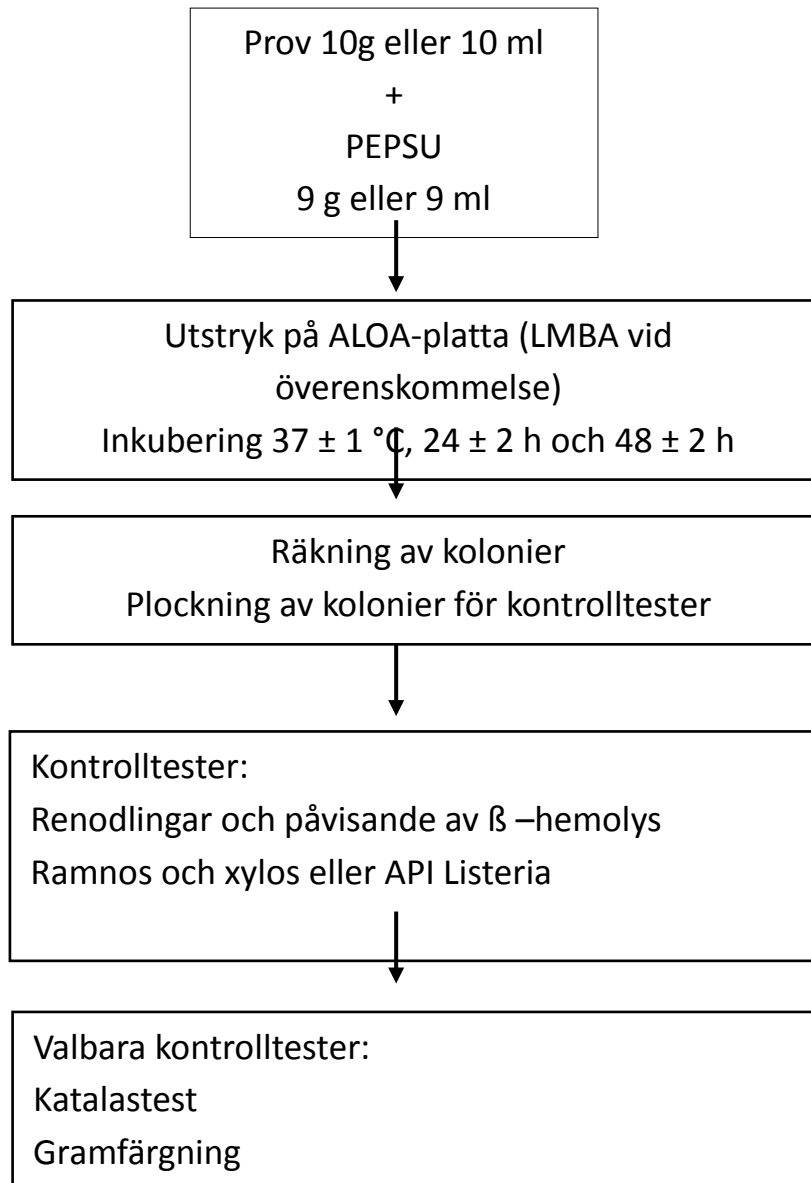 Prov 10g eller 10 ml
+
PEPSU
9 g eller 9 ml
Utstryk på ALOA-platta (LMBA vid
överenskommelse)
Inkubering 37 ± 1 °C, 24 ± 2 h och 48 ± 2 h
Räkning av kolonier
Plockning av kolonier för kontrolltester
Kontrolltester:
Renodlingar och påvisande av ß –hemolys
Ramnos och xylos eller API Listeria
Valbara kontrolltester:
Katalastest
Gramfärgning